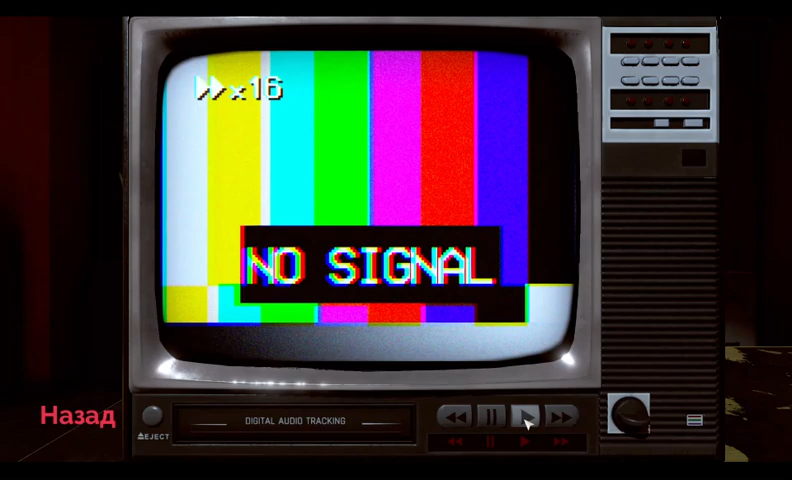 x16
NO SIGNAL
Назад
DIGITAL AUDIO TRACKING
EJECT